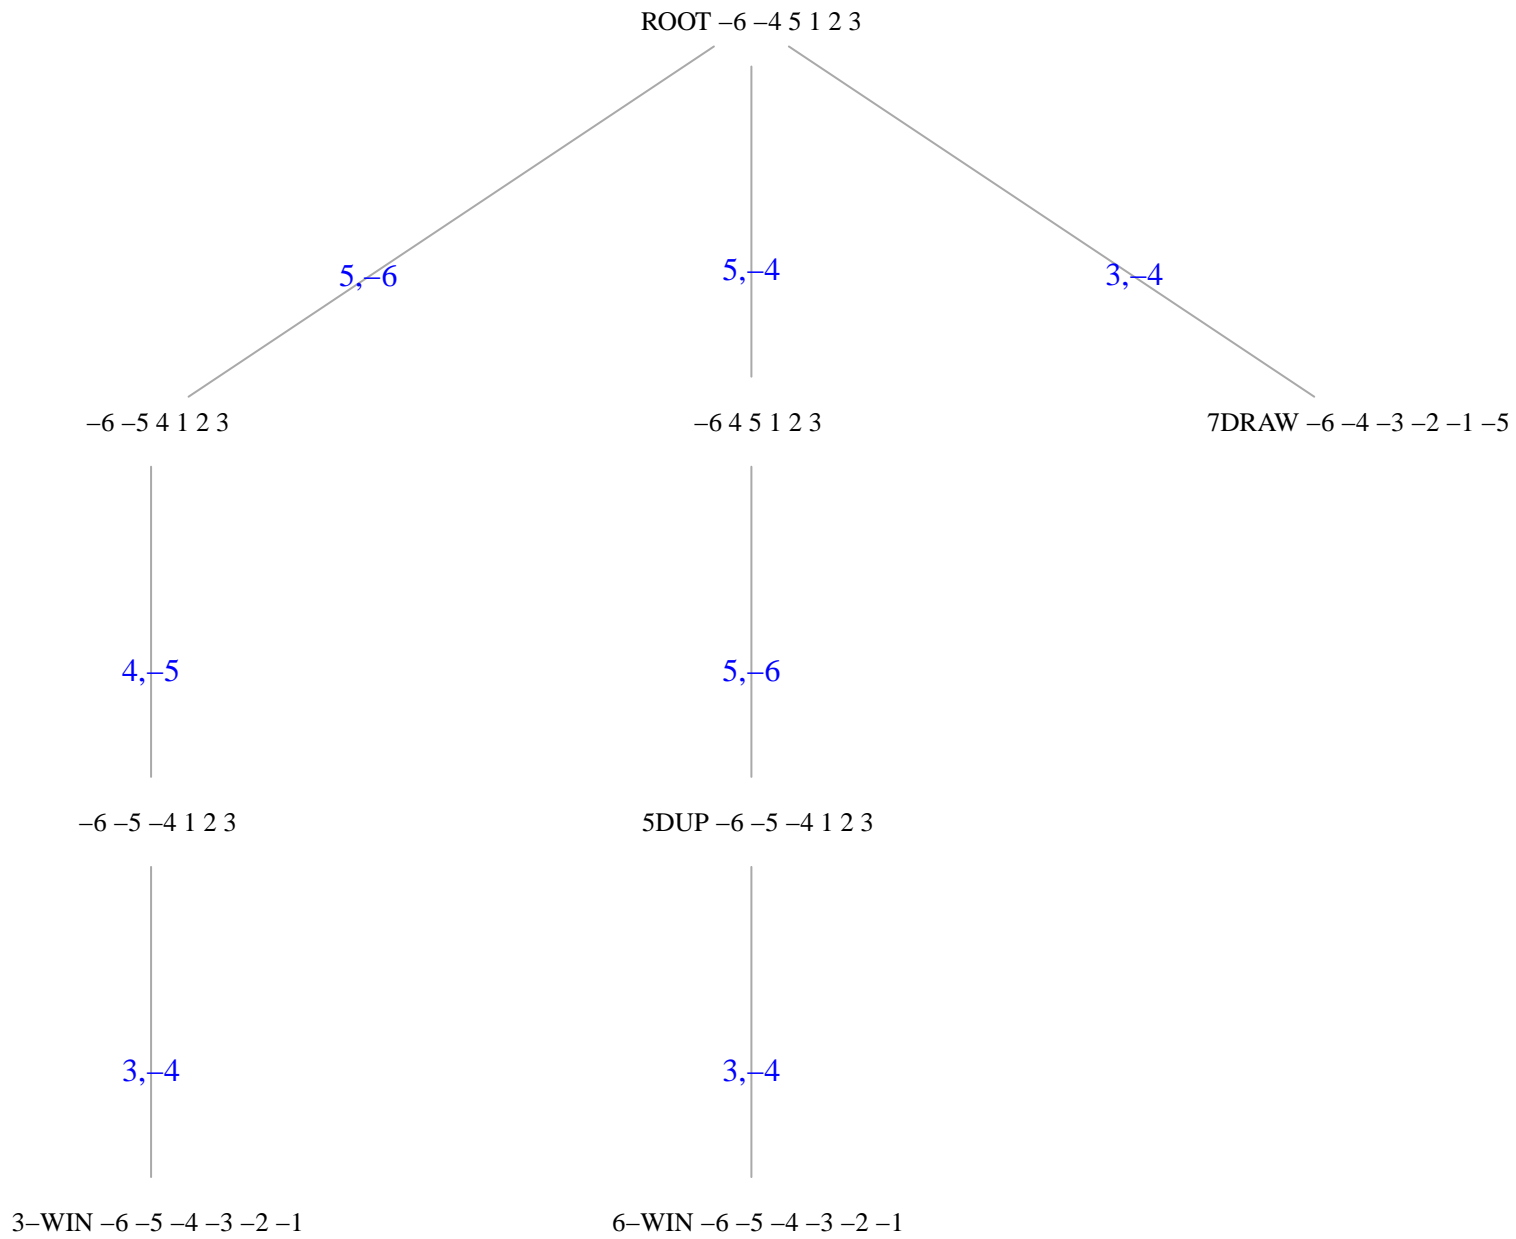 ROOT –6 –4 5 1 2 3
5,–6
5,–4
3,–4
–6 –5 4 1 2 3
–6 4 5 1 2 3
7DRAW –6 –4 –3 –2 –1 –5
4,–5
5,–6
–6 –5 –4 1 2 3
5DUP –6 –5 –4 1 2 3
3,–4
3,–4
3–WIN –6 –5 –4 –3 –2 –1
6–WIN –6 –5 –4 –3 –2 –1